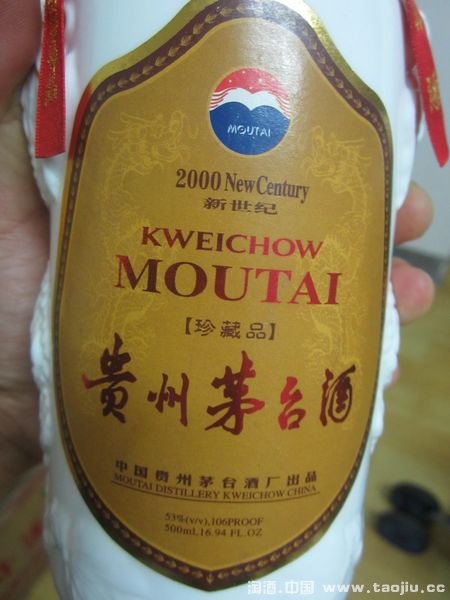 MOUTAI
2000 New Century
新世纪
KWEICHOW
MOUTAI
【珍藏品】
贵州茅台酒
中国贵州茅台酒厂出品
MOUTAI DISTILLERY KWEICHOW CHINA
53%(v/v),106PROOF
500ml,16.94 FL.OZ
淘酒.中国 www.taojiu.cc